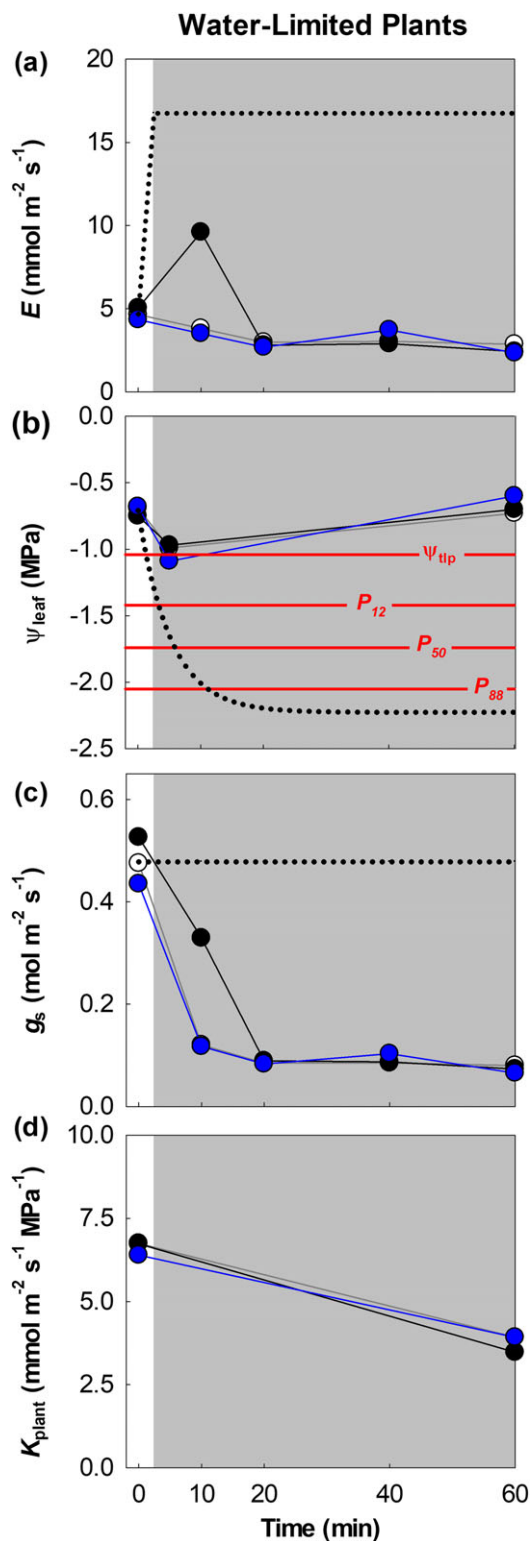 Water-Limited Plants
(a)
20
15
10
5
0
E (mmol m⁻² s⁻¹)
(b)
0.0
-0.5
-1.0
-1.5
-2.0
-2.5
Ψleaf (MPa)
Ψtlp
P12
P50
P88
(c)
0.6
0.4
0.2
0.0
gs (mol m⁻² s⁻¹)
(d)
10.0
7.5
5.0
2.5
0.0
Kplant (mmol m⁻² s⁻¹ MPa⁻¹)
0 10 20 40 60
Time (min)